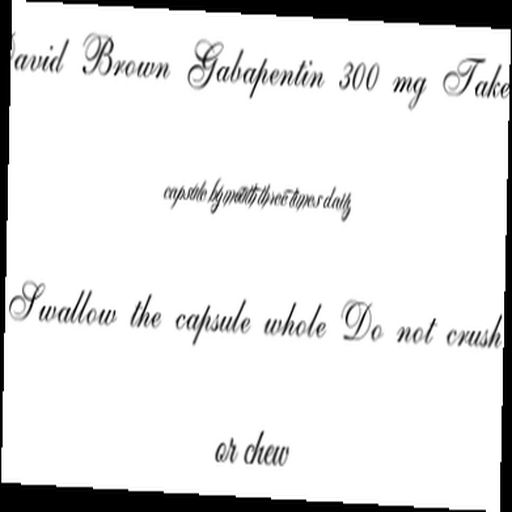 David Brown Gabapentin 300 mg Take
capsule by mouth three times daily
Swallow the capsule whole Do not crush
or chew